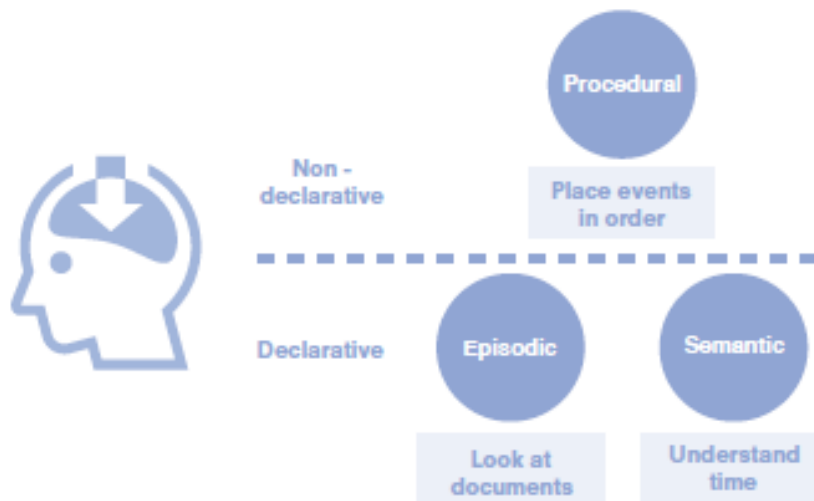 Procedural
Non -
declarative
Place events
in order
Declarative
Episodic
Semantic
Look at
documents
Understand
time